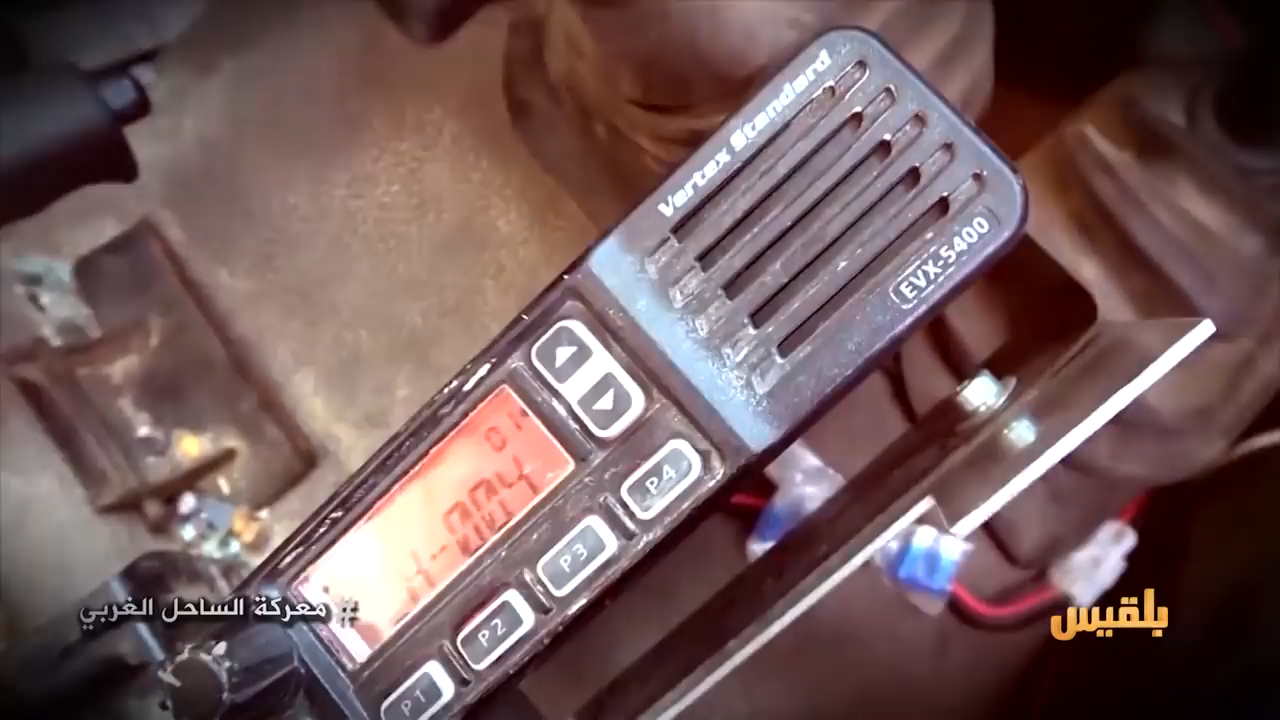 Vertex Standard
EVX-5400
P4
P3
P2
P1
#معركة الساحل الغربي
بلقيس